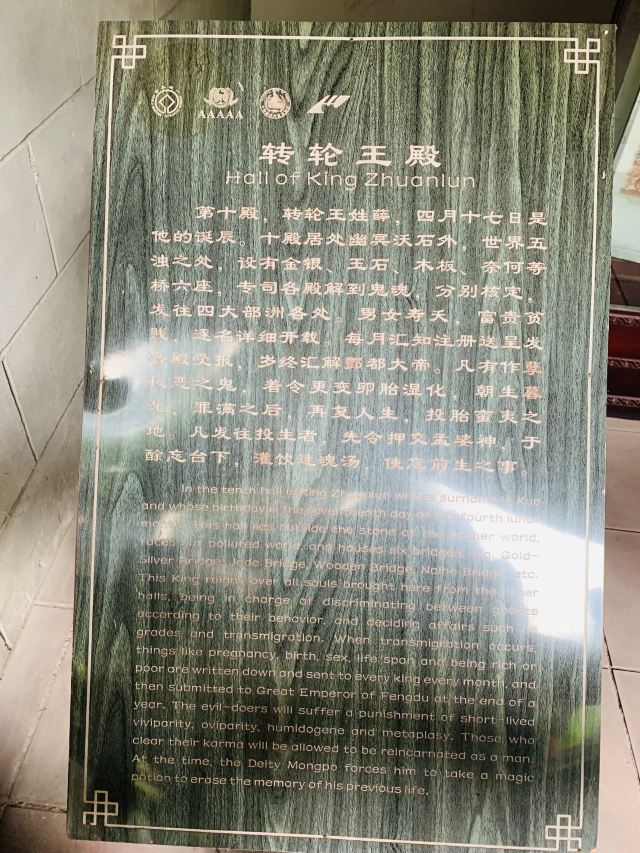 AAAAA
转轮王殿
Hall of King Zhuanlun
第十殿，转轮王姓薛，四月十七日是
他的诞辰。十殿居处幽冥沃石外，世界五
浊之处，设有金银、玉石、木板、奈何等
桥六座，专司各殿解到鬼魂，分别核定，
发往四大部洲各处。男女寿夭，富贵贫
贱，逐名详细开载。每月汇知注册送呈发
各殿受报，岁终汇解酆都大帝。凡有作孽
极恶之鬼，着令更变卵胎湿化，朝生暮
死，罪满之后，再复人生，投胎蛮夷之
地。凡发往投生者，先令押交孟婆神，于
酴忘台下，灌饮迷魂汤，使忘前生之事。
In the tenth hall is King Zhuanlun whose surname is Xue
and whose birthday is the seventeenth day of the fourth lunar
month. This hall lies outside the stone of the nether world,
faces our polluted world, and houses six bridges, e.g. Gold-
Silver Bridge, Jade Bridge, Wooden Bridge, Naihe Bridge, etc.
This King reigns over all souls brought here from the other
halls, being in charge of discriminating between ghosts
according to their behavior, and deciding affairs such as
grades and transmigration. When transmigration occurs,
things like pregnancy, birth, sex, life span and being rich or
poor are written down and sent to every king every month, and
then submitted to Great Emperor of Fengdu at the end of a
year. The evil-doers will suffer a punishment of short-lived
viviparity, oviparity, humidogene and metaplasy. Those who
clear their karma will be allowed to be reincarnated as a man.
At the time, the Deity Mongpo forces him to take a magic
potion to erase the memory of his previous life.